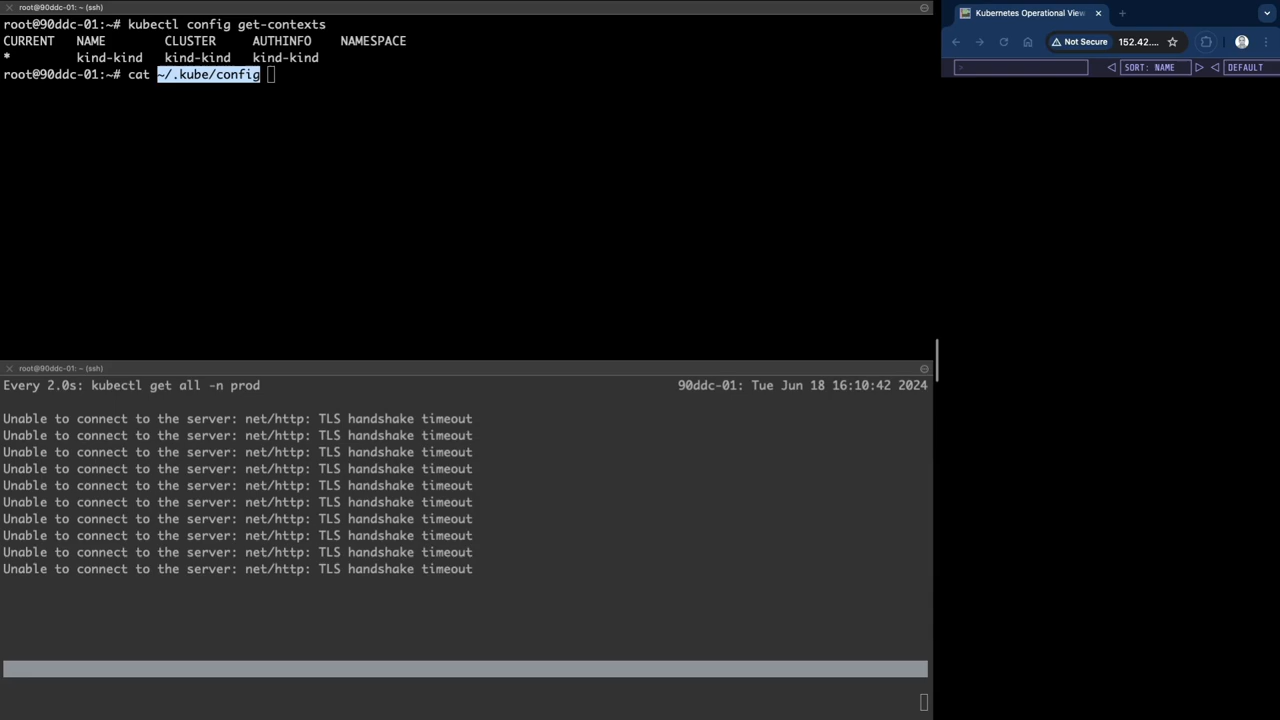 root@90ddc-01: ~ (ssh)
root@90ddc-01:~# kubectl config get-contexts
CURRENT   NAME        CLUSTER     AUTHINFO    NAMESPACE
*         kind-kind   kind-kind   kind-kind
root@90ddc-01:~# cat ~/.kube/config
root@90ddc-01: ~ (ssh)
Every 2.0s: kubectl get all -n prod    90ddc-01: Tue Jun 18 16:10:42 2024
Unable to connect to the server: net/http: TLS handshake timeout
Unable to connect to the server: net/http: TLS handshake timeout
Unable to connect to the server: net/http: TLS handshake timeout
Unable to connect to the server: net/http: TLS handshake timeout
Unable to connect to the server: net/http: TLS handshake timeout
Unable to connect to the server: net/http: TLS handshake timeout
Unable to connect to the server: net/http: TLS handshake timeout
Unable to connect to the server: net/http: TLS handshake timeout
Unable to connect to the server: net/http: TLS handshake timeout
Unable to connect to the server: net/http: TLS handshake timeout
Kubernetes Operational View
Not Secure 152.42....
SORT: NAME DEFAULT